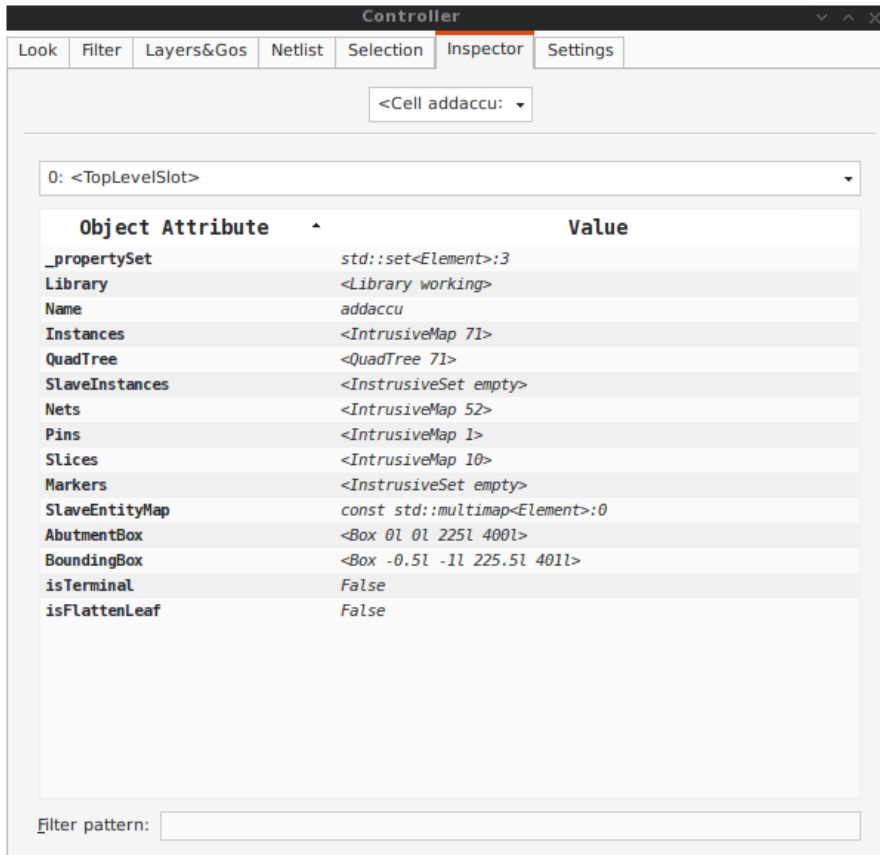 Controller
Look Filter Layers&Gos Netlist Selection Inspector Settings
<Cell addaccu:
0: <TopLevelSlot>
Object Attribute Value
_propertySet std::set<Element>:3
Library <Library working>
Name addaccu
Instances <IntrusiveMap 71>
QuadTree <QuadTree 71>
SlaveInstances <InstrusiveSet empty>
Nets <IntrusiveMap 52>
Pins <IntrusiveMap 1>
Slices <IntrusiveMap 10>
Markers <InstrusiveSet empty>
SlaveEntityMap const std::multimap<Element>:0
AbutmentBox <Box 0l 0l 225l 400l>
BoundingBox <Box -0.5l -1l 225.5l 401l>
isTerminal False
isFlattenLeaf False
Filter pattern: